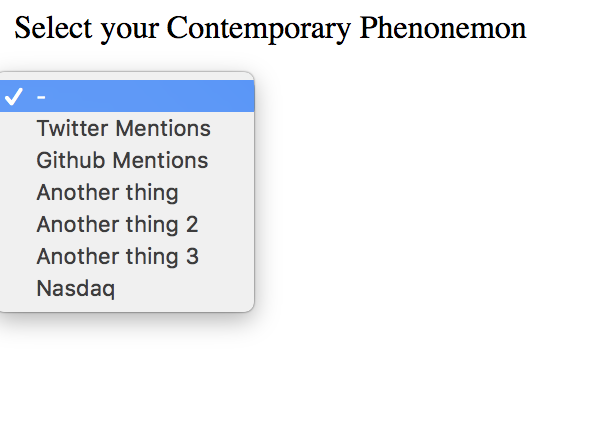 Select your Contemporary Phenonemon
✓ -
Twitter Mentions
Github Mentions
Another thing
Another thing 2
Another thing 3
Nasdaq